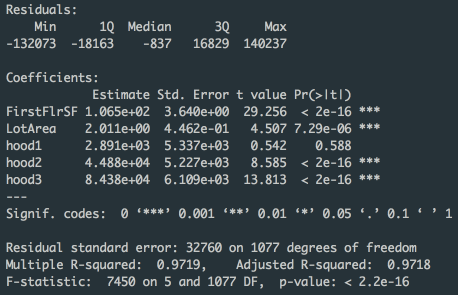 Residuals:
Min 1Q Median 3Q Max
-132073 -18163 -837 16829 140237
Coefficients:
Estimate Std. Error t value Pr(>|t|)
FirstFlrSF 1.065e+02 3.640e+00 29.256 < 2e-16 ***
LotArea 2.011e+00 4.462e-01 4.507 7.29e-06 ***
hood1 2.891e+03 5.337e+03 0.542 0.588
hood2 4.488e+04 5.227e+03 8.585 < 2e-16 ***
hood3 8.438e+04 6.109e+03 13.813 < 2e-16 ***
---
Signif. codes: 0 ‘***’ 0.001 ‘**’ 0.01 ‘*’ 0.05 ‘.’ 0.1 ‘ ’ 1
Residual standard error: 32760 on 1077 degrees of freedom
Multiple R-squared: 0.9719, Adjusted R-squared: 0.9718
F-statistic: 7450 on 5 and 1077 DF, p-value: < 2.2e-16